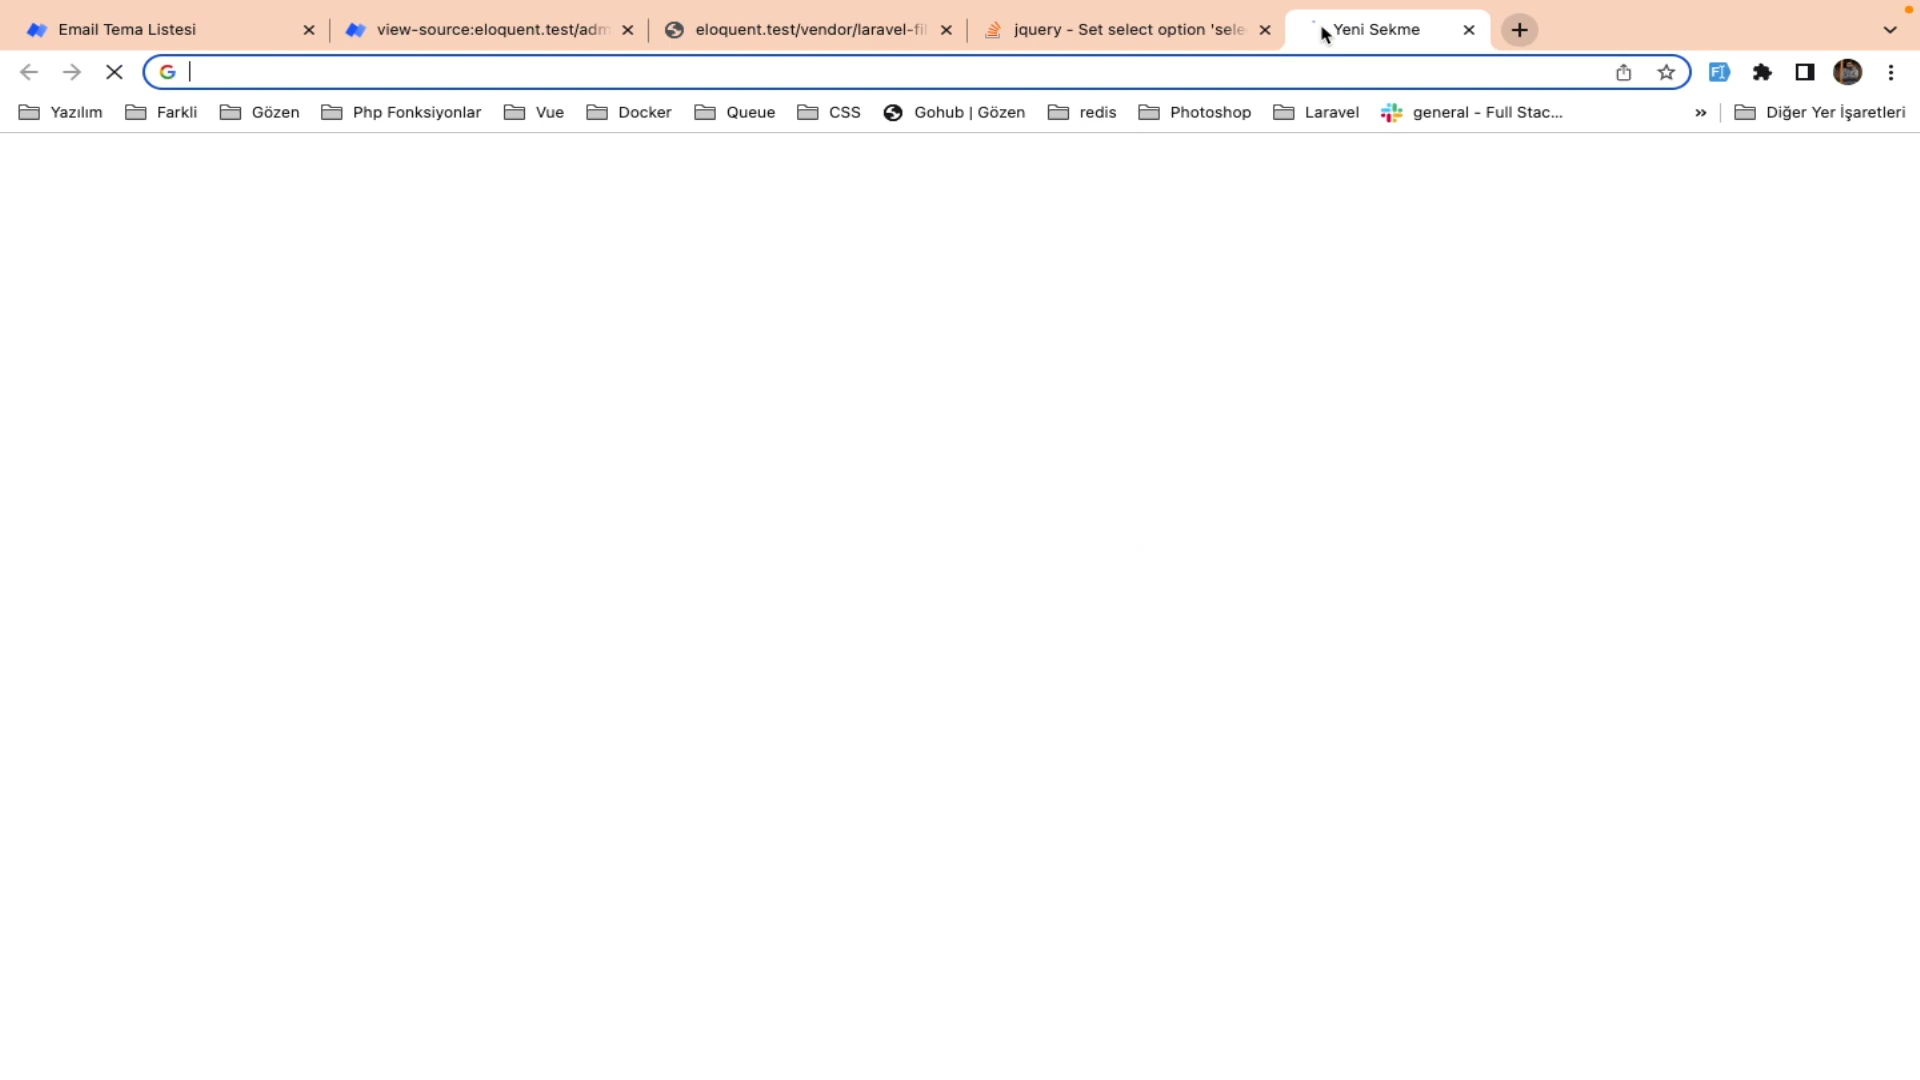 Email Tema Listesi
view-source:eloquent.test/adm
eloquent.test/vendor/laravel-fil
jquery - Set select option 'sele
Yeni Sekme
Yazılım
Farkli
Gözen
Php Fonksiyonlar
Vue
Docker
Queue
CSS
Gohub | Gözen
redis
Photoshop
Laravel
general - Full Stac...
Diğer Yer İşaretleri